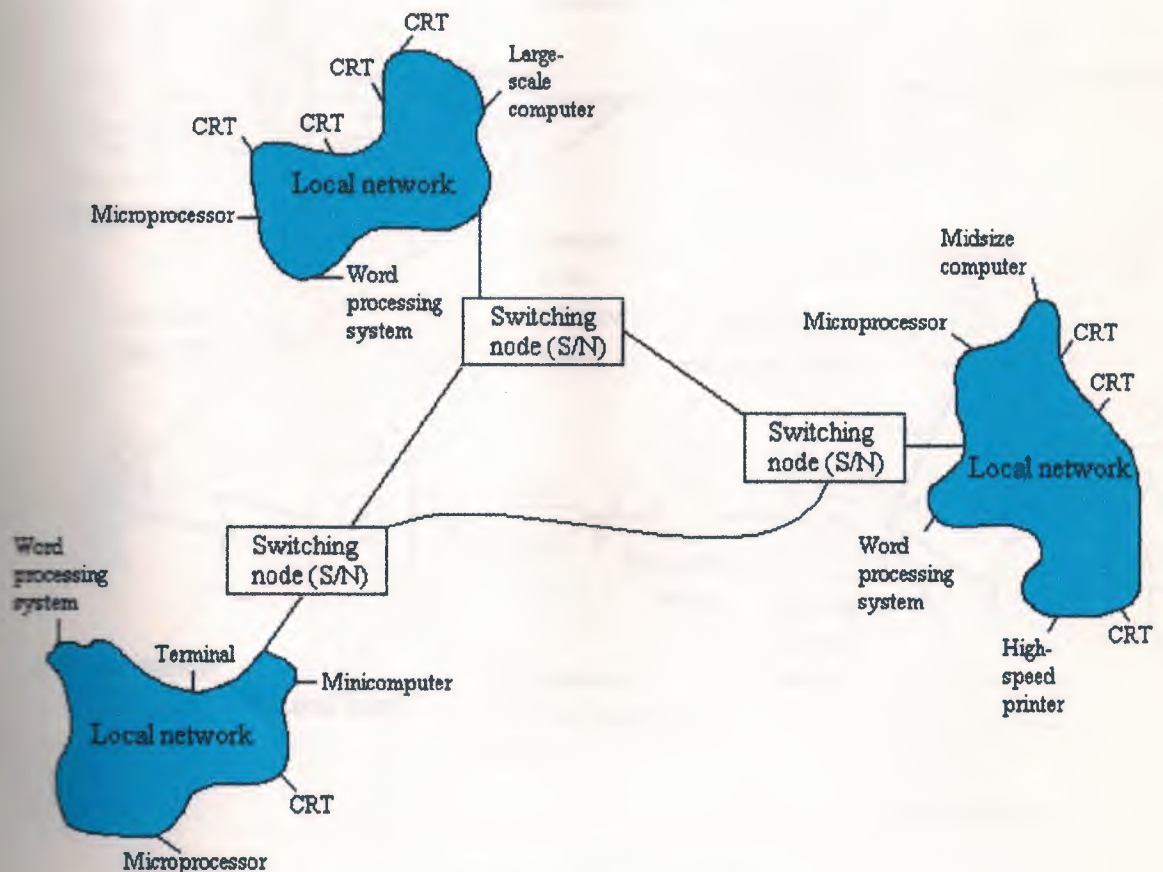 CRT
CRT
CRT
CRT
Large-
scale
computer
Local network
Microprocessor
Word
processing
system
Switching
node (S/N)
Midsize
computer
Microprocessor
CRT
CRT
Switching
node (S/N)
Local network
Word
processing
system
High-
speed
printer
CRT
Switching
node (S/N)
Word
processing
system
Terminal
Minicomputer
Local network
CRT
Microprocessor